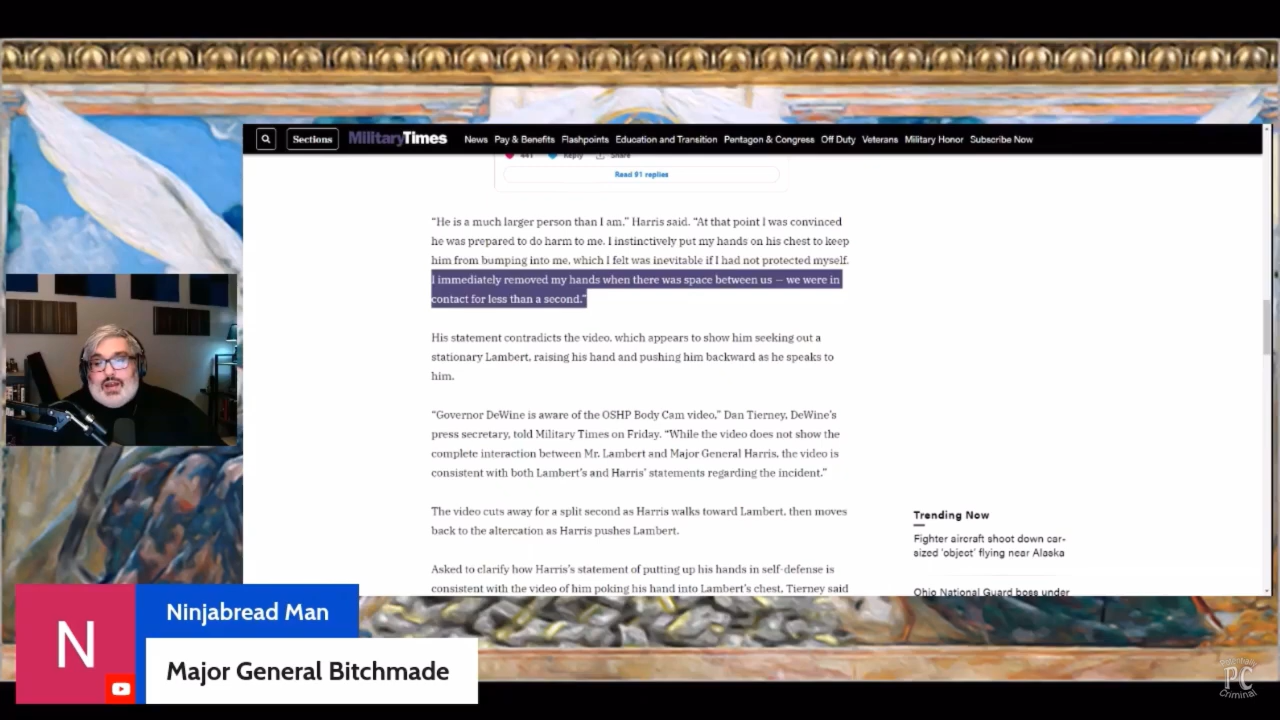 Sections
MilitaryTimes
News Pay & Benefits Flashpoints Education and Transition Pentagon & Congress Off Duty Veterans Military Honor Subscribe Now
441 Reply Share
Read 91 replies
“He is a much larger person than I am.” Harris said. “At that point I was convinced
he was prepared to do harm to me. I instinctively put my hands on his chest to keep
him from bumping into me, which I felt was inevitable if I had not protected myself.
I immediately removed my hands when there was space between us — we were in
contact for less than a second.”
His statement contradicts the video, which appears to show him seeking out a
stationary Lambert, raising his hand and pushing him backward as he speaks to
him.
“Governor DeWine is aware of the OSHP Body Cam video,” Dan Tierney, DeWine’s
press secretary, told Military Times on Friday. “While the video does not show the
complete interaction between Mr. Lambert and Major General Harris, the video is
consistent with both Lambert’s and Harris’ statements regarding the incident.”
The video cuts away for a split second as Harris walks toward Lambert, then moves
back to the altercation as Harris pushes Lambert.
Asked to clarify how Harris’s statement of putting up his hands in self-defense is
consistent with the video of him poking his hand into Lambert’s chest, Tierney said
Trending Now
Fighter aircraft shoot down car-
sized ‘object’ flying near Alaska
Ohio National Guard boss under
N
Ninjabread Man
Major General Bitchmade
PC
Criminal